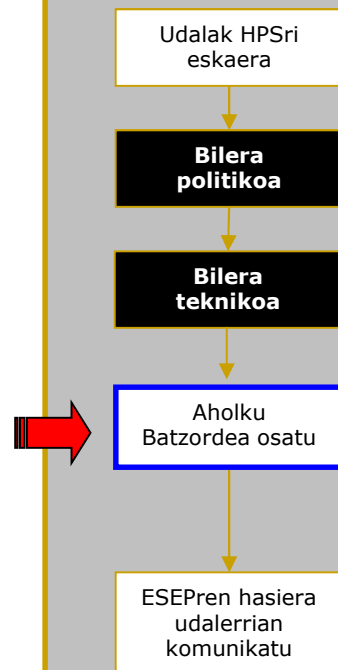 Udalak HPSri
eskaera
Bilera
politikoa
Bilera
teknikoa
Aholku
Batzordea osatu
ESEPren hasiera
udalerrian
komunikatu